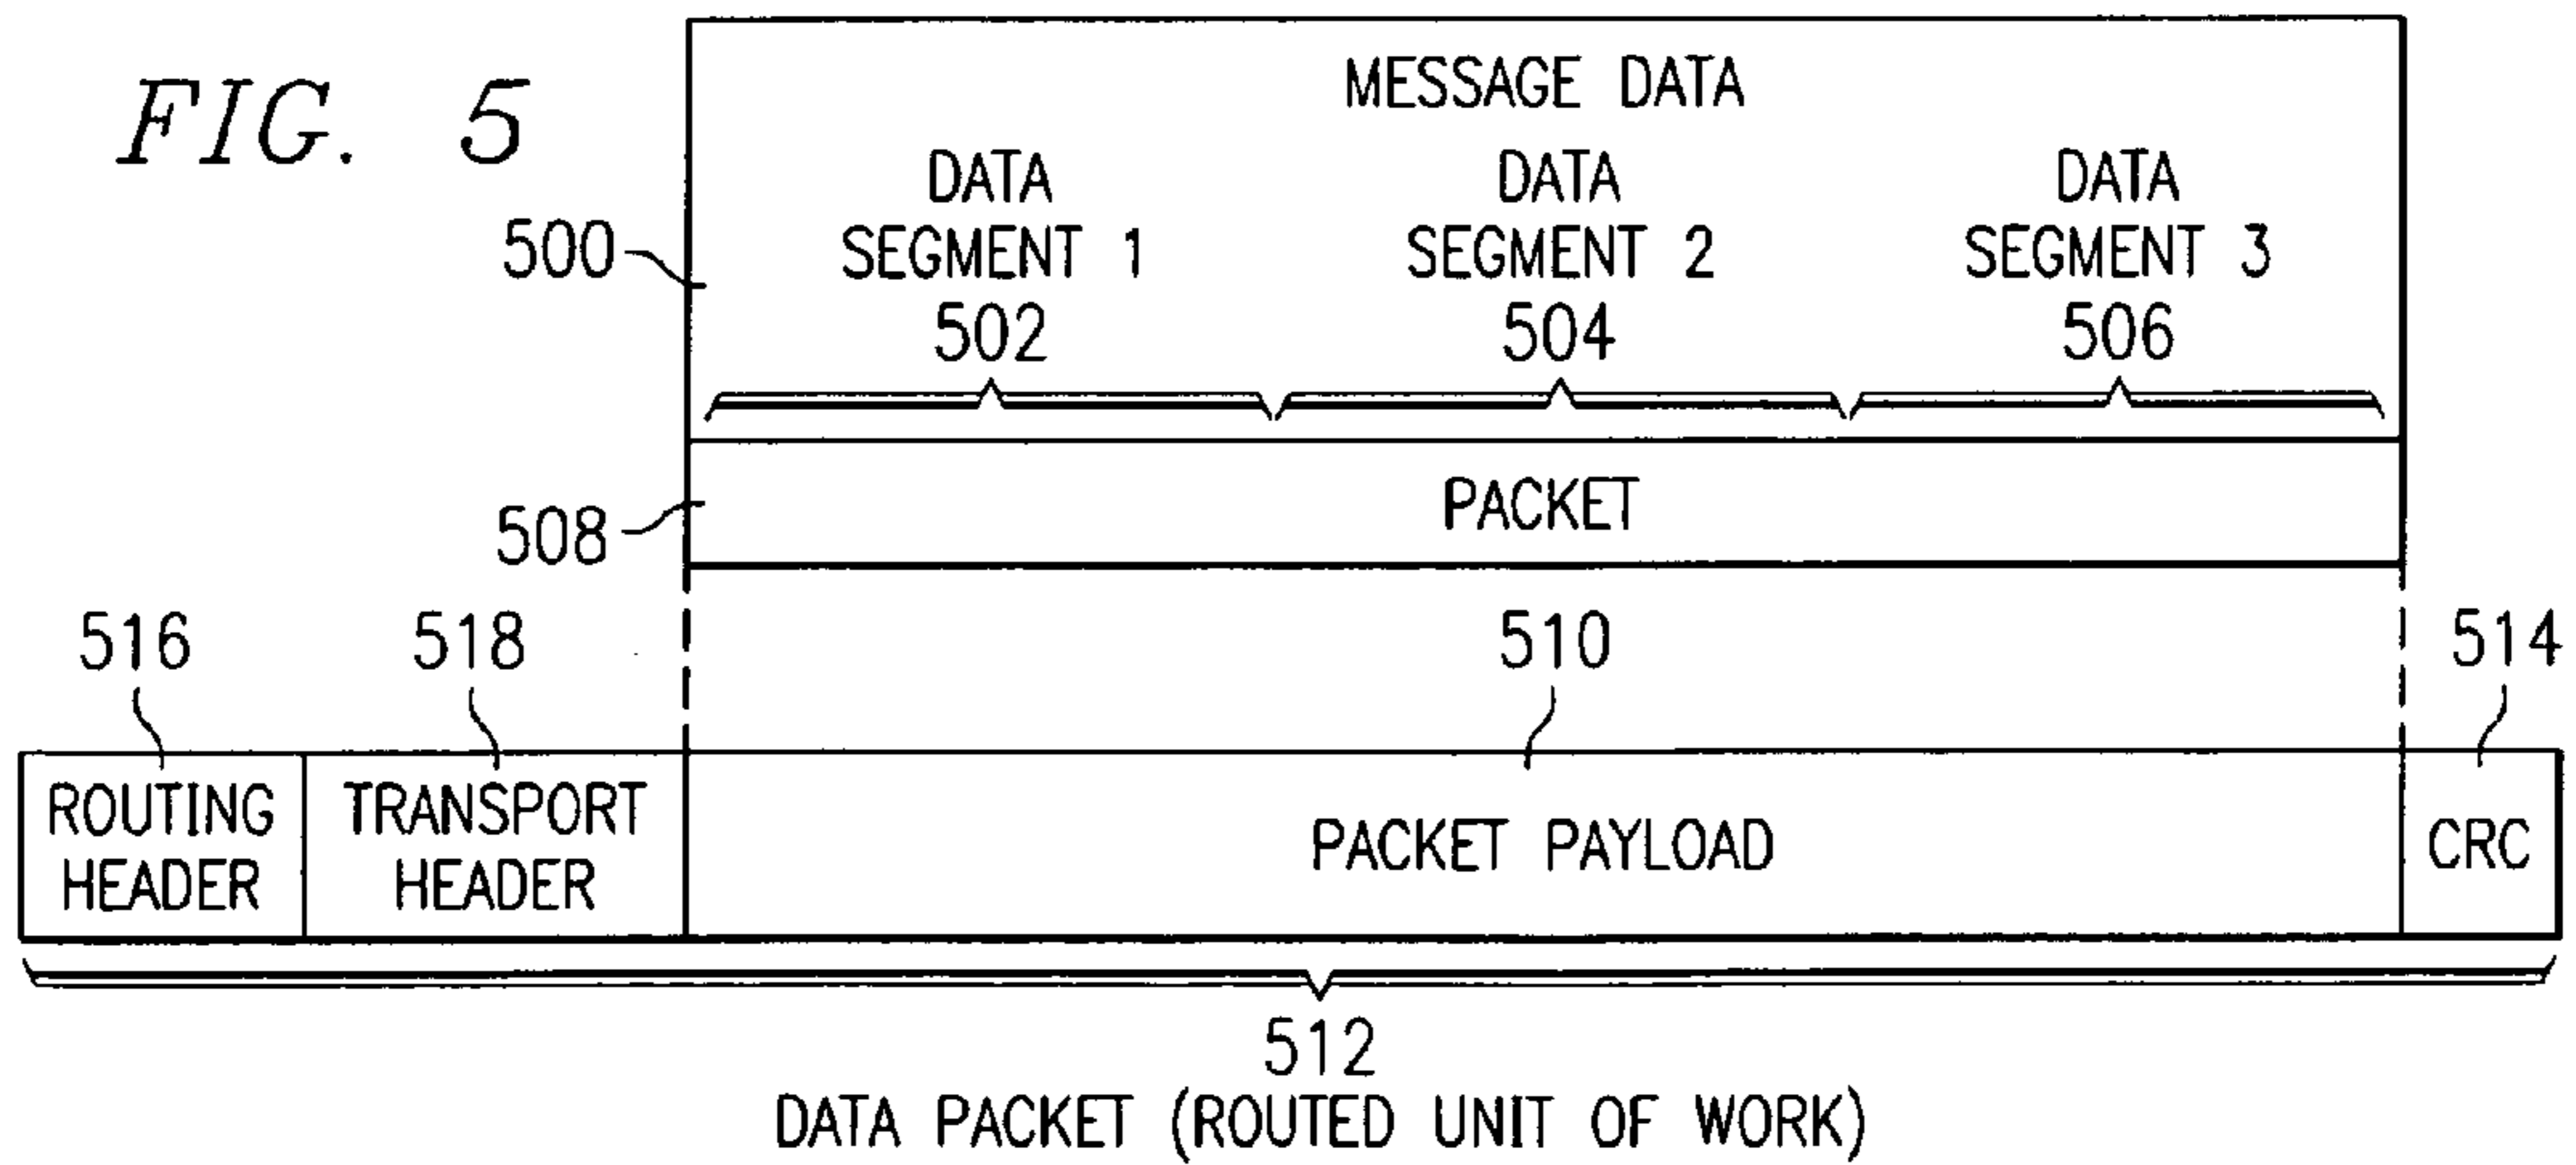 FIG. 5
MESSAGE DATA
DATA SEGMENT 1
502
DATA SEGMENT 2
504
DATA SEGMENT 3
506
500
PACKET
508
516
518
510
514
ROUTING HEADER
TRANSPORT HEADER
PACKET PAYLOAD
CRC
512
DATA PACKET (ROUTED UNIT OF WORK)